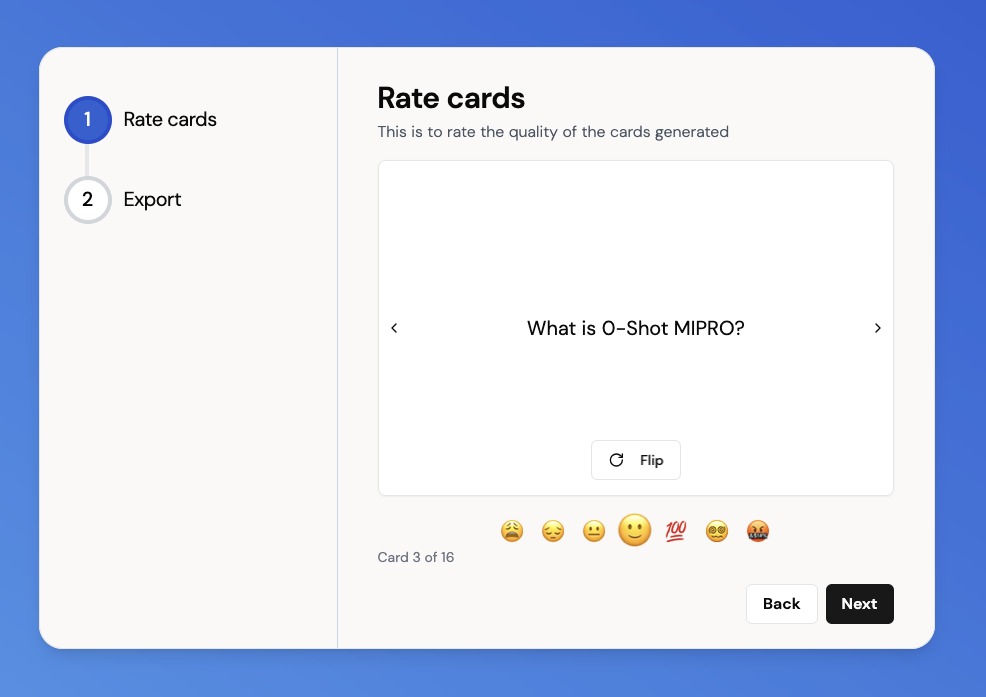 1 Rate cards
2 Export
Rate cards
This is to rate the quality of the cards generated
What is 0-Shot MIPRO?
Flip
💯
Card 3 of 16
Back Next